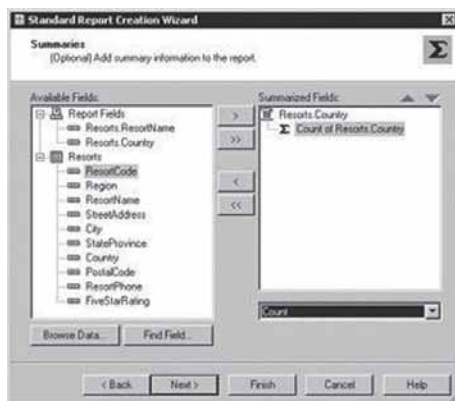 Standard Report Creation Wizard
Summaries
(Optional) Add summary information to the report.
Σ
Available Fields:
Report Fields
Resorts.ResortName
Resorts.Country
Resorts
ResortCode
Region
ResortName
StreetAddress
City
StateProvince
Country
PostalCode
ResortPhone
FiveStarRating
Browse Data...
Find Field...
>
>>
<
<<
Summarized Fields:
Resorts.Country
Σ Count of Resorts.Country
Count
< Back
Next >
Finish
Cancel
Help